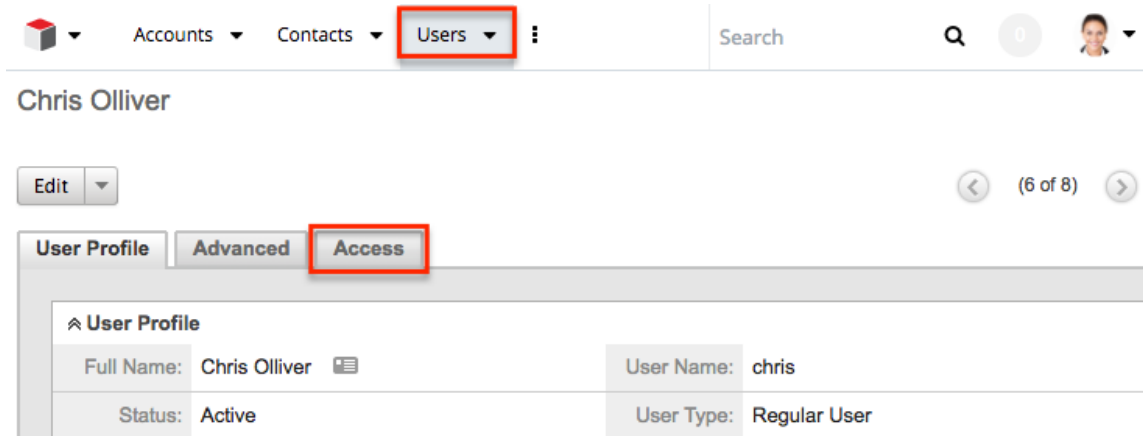 Accounts Contacts Users Search 0
Chris Olliver
Edit (6 of 8)
User Profile Advanced Access
User Profile
Full Name: Chris Olliver User Name: chris
Status: Active User Type: Regular User